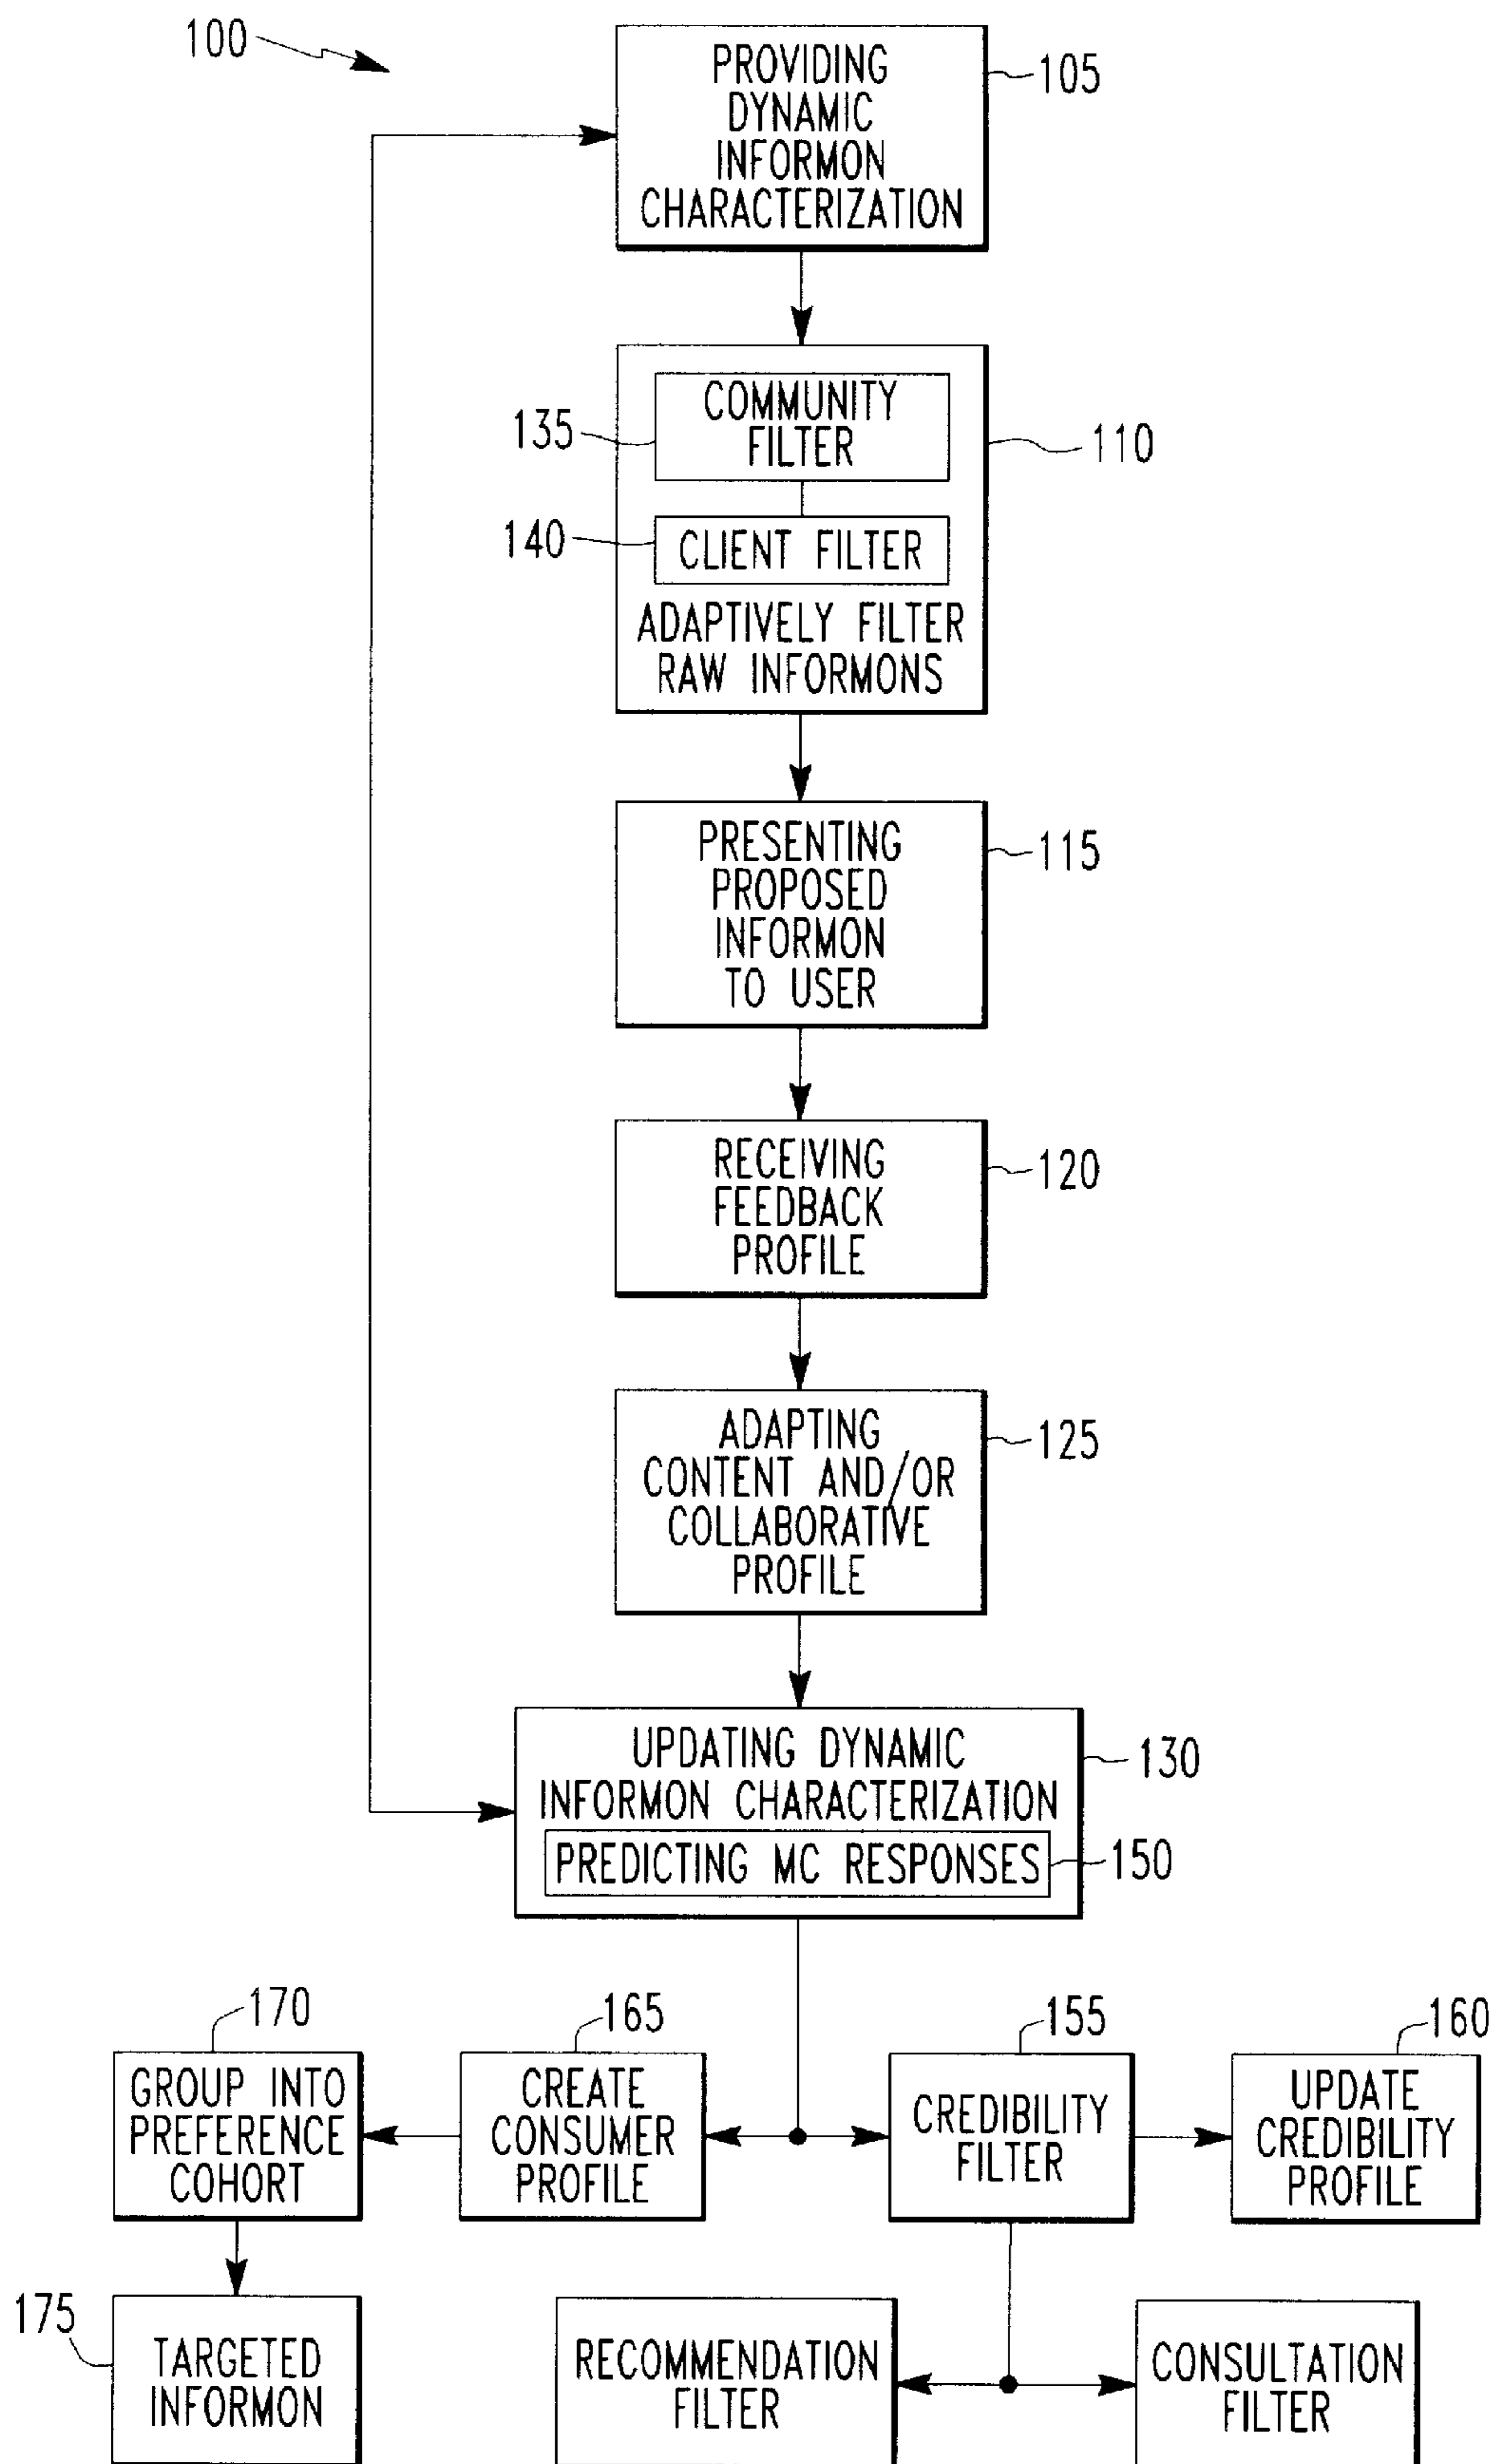 100
PROVIDING
DYNAMIC
INFORMON
CHARACTERIZATION
105
COMMUNITY
FILTER
135
110
140
CLIENT FILTER
ADAPTIVELY FILTER
RAW INFORMONS
PRESENTING
PROPOSED
INFORMON
TO USER
115
RECEIVING
FEEDBACK
PROFILE
120
ADAPTING
CONTENT AND/OR
COLLABORATIVE
PROFILE
125
UPDATING DYNAMIC
INFORMON CHARACTERIZATION
130
PREDICTING MC RESPONSES
150
170
GROUP INTO
PREFERENCE
COHORT
165
CREATE
CONSUMER
PROFILE
155
CREDIBILITY
FILTER
160
UPDATE
CREDIBILITY
PROFILE
175
TARGETED
INFORMON
RECOMMENDATION
FILTER
CONSULTATION
FILTER